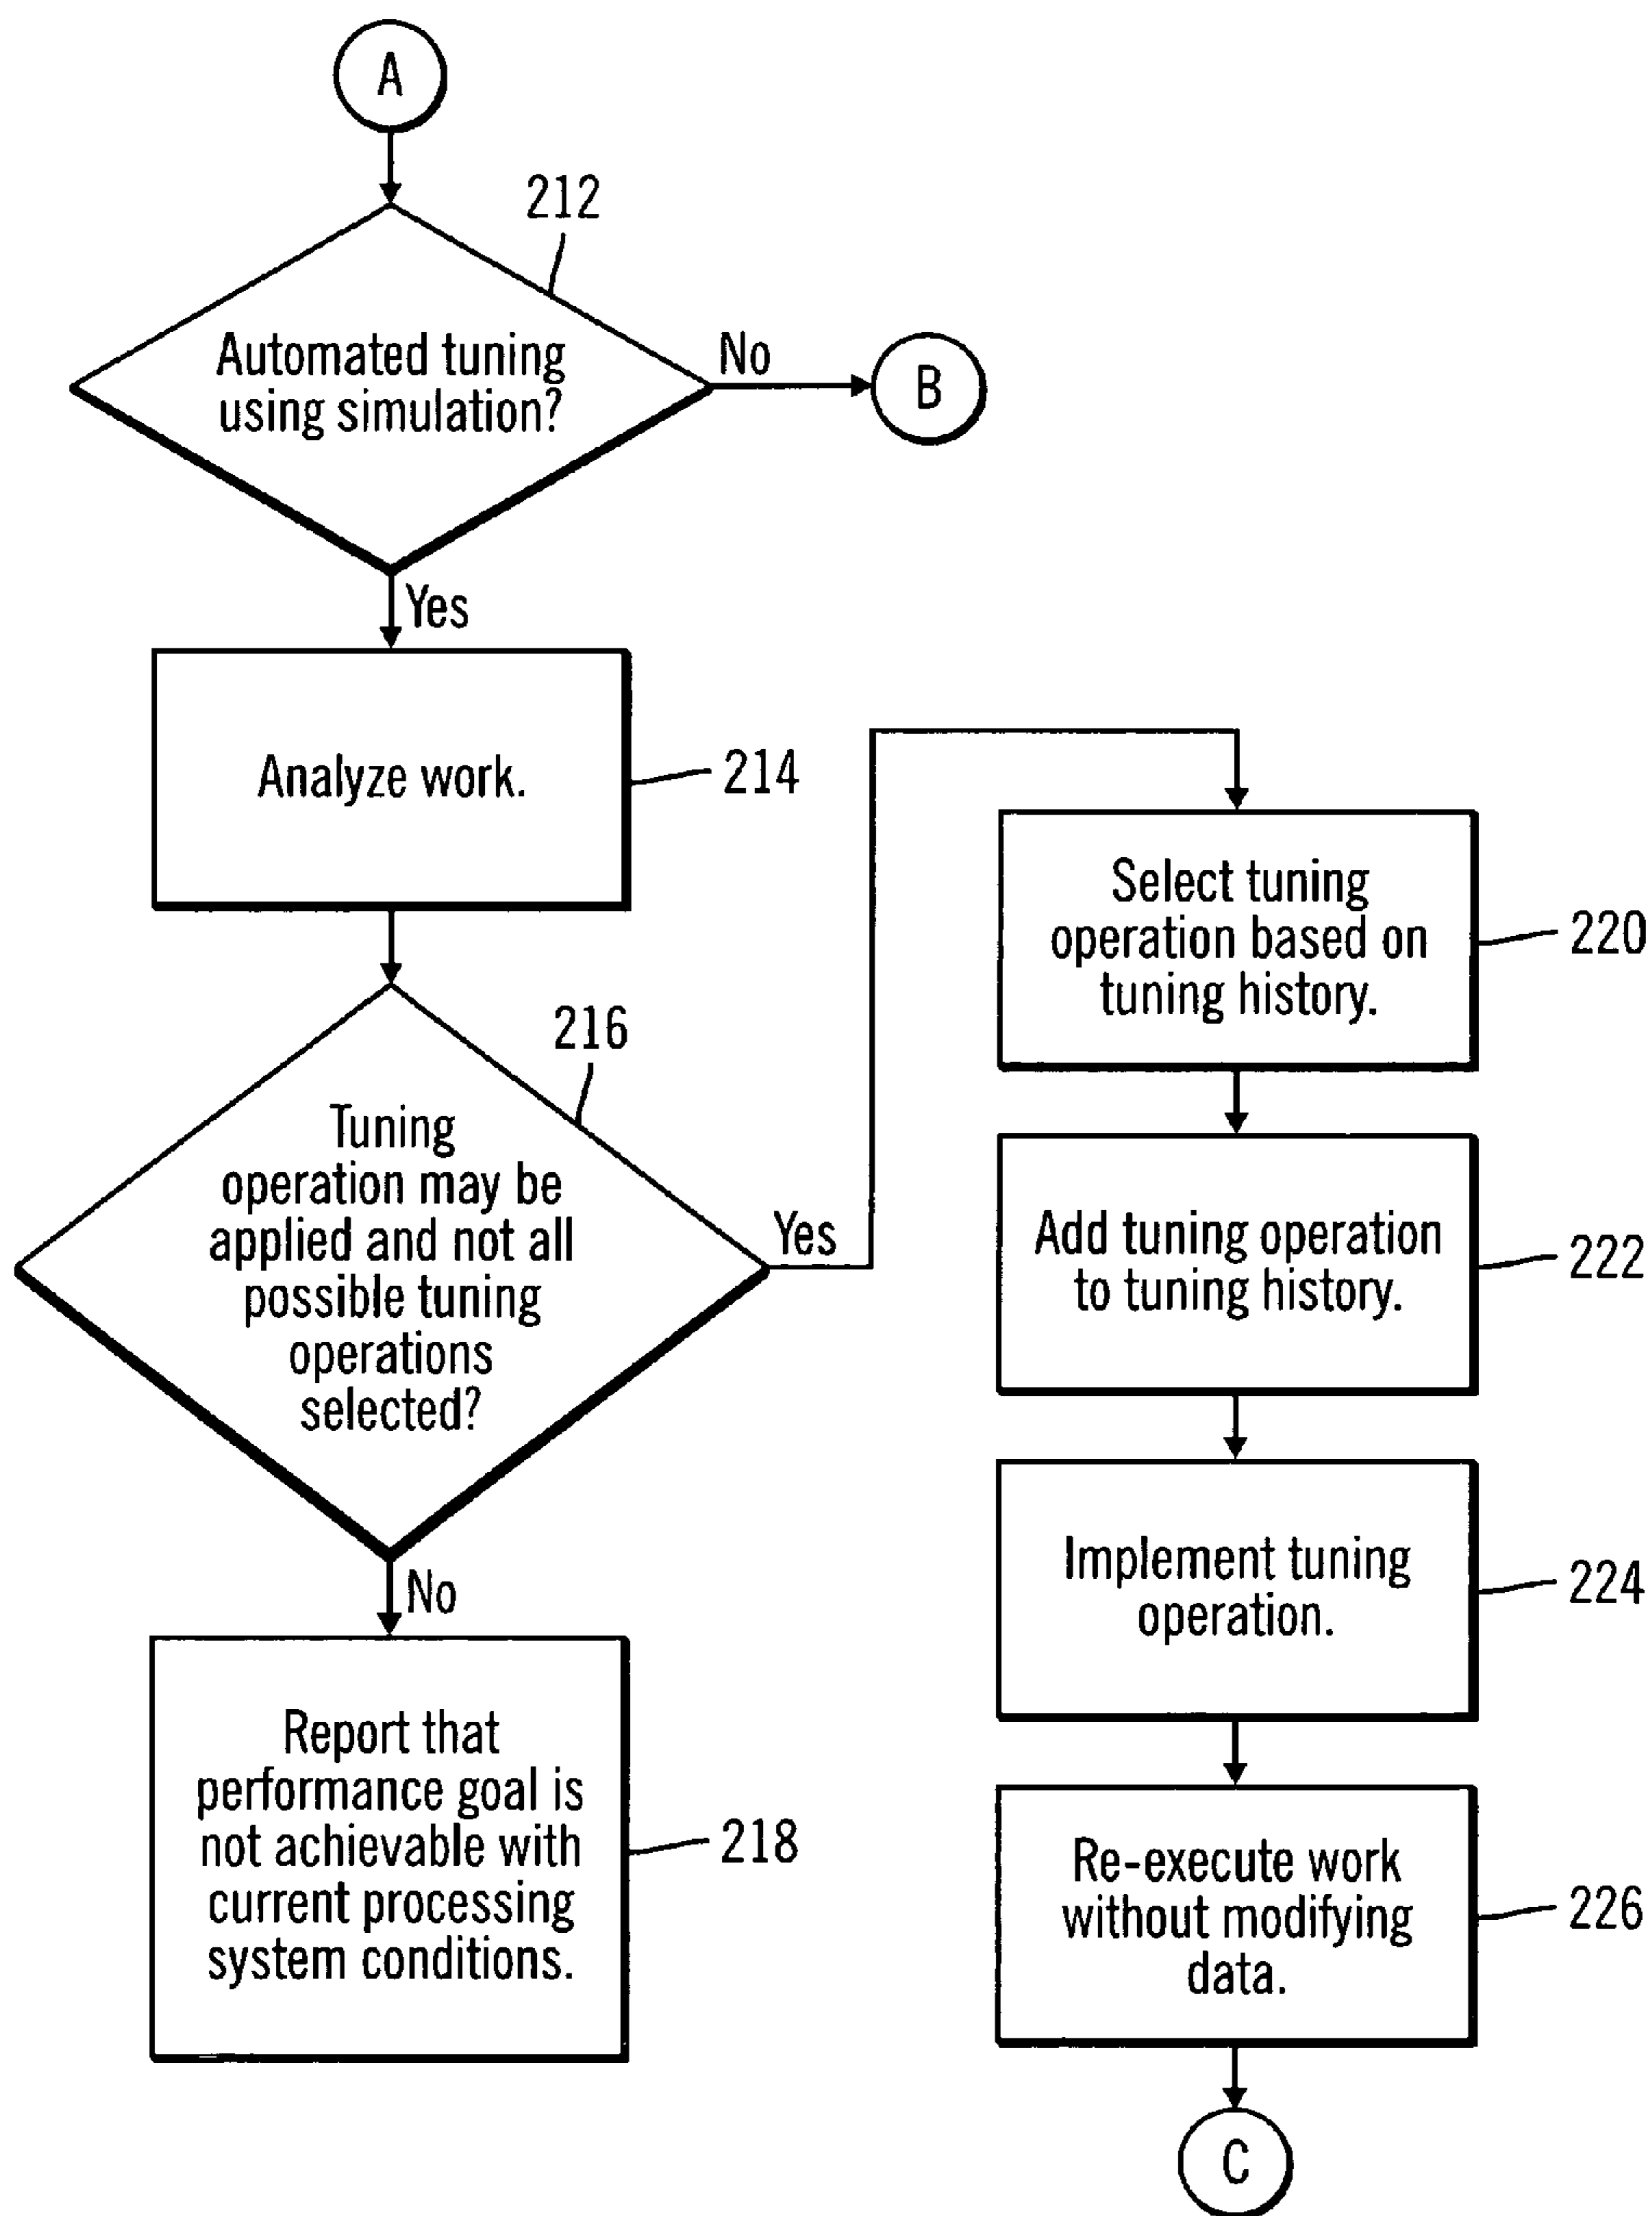 A
212
Automated tuning
using simulation?
No
B
Yes
Analyze work.
214
216
Tuning
operation may be
applied and not all
possible tuning
operations
selected?
Yes
No
Report that
performance goal is
not achievable with
current processing
system conditions.
218
Select tuning
operation based on
tuning history.
220
Add tuning operation
to tuning history.
222
Implement tuning
operation.
224
Re-execute work
without modifying
data.
226
C